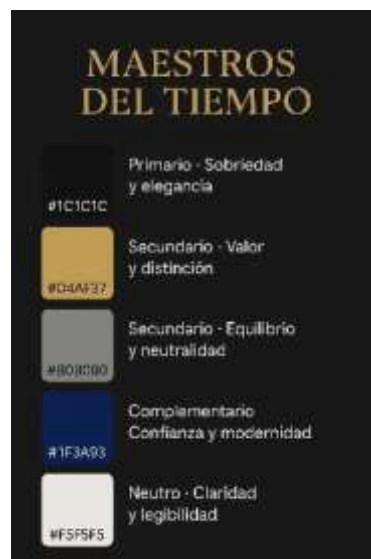 MAESTROS
DEL TIEMPO
Primario · Sobriedad
y elegancia
#1C1C1C
Secundario · Valor
y distinción
#D4AF37
Secundario · Equilibrio
y neutralidad
Complementario
Confianza y modernidad
#1F3A93
Neutro · Claridad
y legibilidad
#F5F5F5